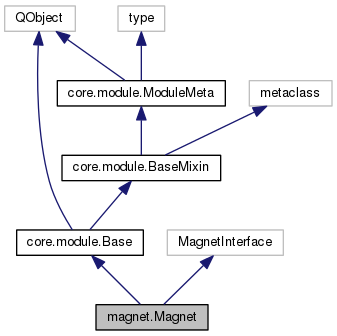 QObject
type
core.module.ModuleMeta
metaclass
core.module.BaseMixin
core.module.Base
MagnetInterface
magnet.Magnet